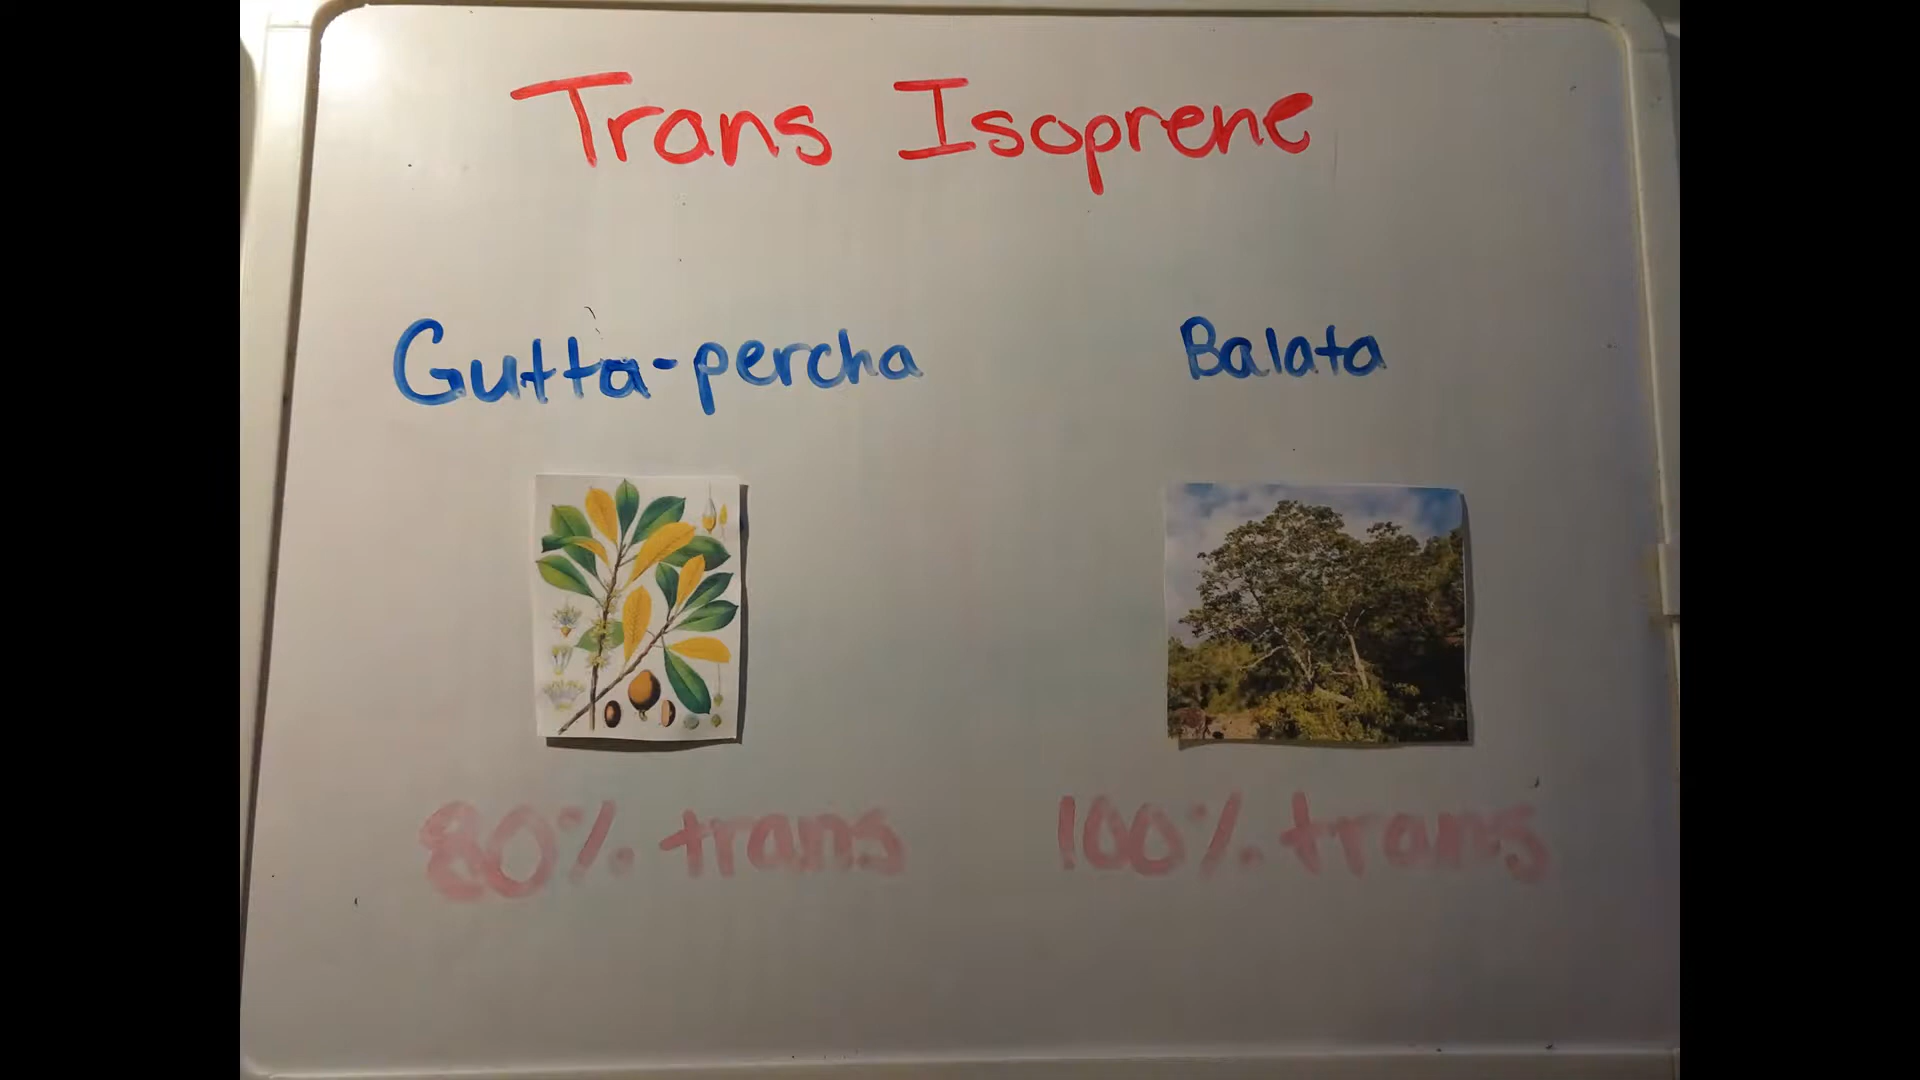 Trans Isoprene
Gutta-percha Balata
80% trans 100% trans